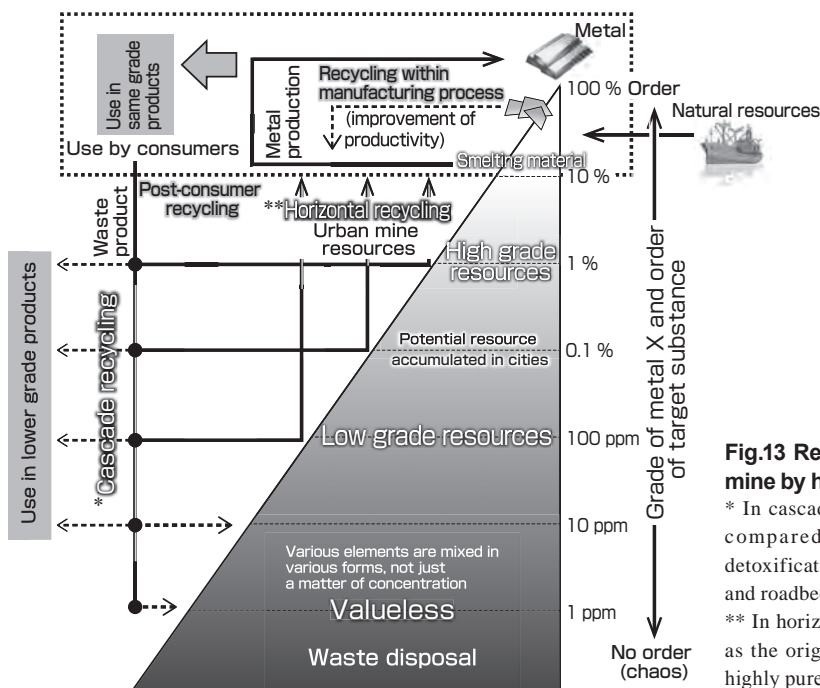 Metal
Use in
same grade
products
Use by consumers
Recycling within
manufacturing process
(improvement of
productivity)
Metal
production
Smelting material
100 % Order
Natural resources
10 %
Post-consumer
recycling
**Horizontal recycling
Urban mine
resources
Waste
product
High grade
resources
1 %
Potential resource
accumulated in cities
0.1 %
Low grade resources
100 ppm
10 ppm
Various elements are mixed in
various forms, not just
a matter of concentration
Valueless
1 ppm
Waste disposal
No order
(chaos)
Use in lower grade products
*Cascade recycling
Grade of metal X and order
of target substance
Fig.13 Re
mine by h
* In cascad
compared
detoxificat
and roadbe
** In horiz
as the orig
highly pure